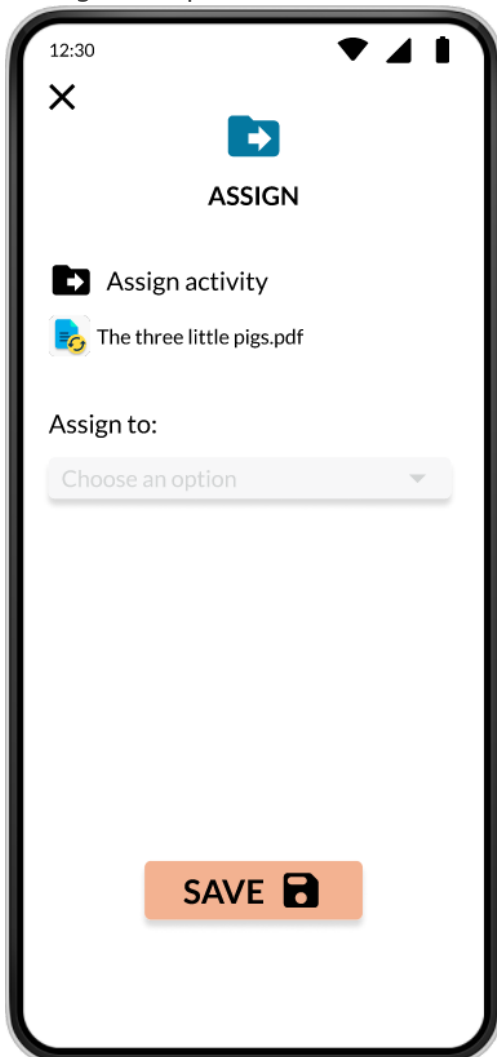 12:30
ASSIGN
Assign activity
The three little pigs.pdf
Assign to:
Choose an option
SAVE